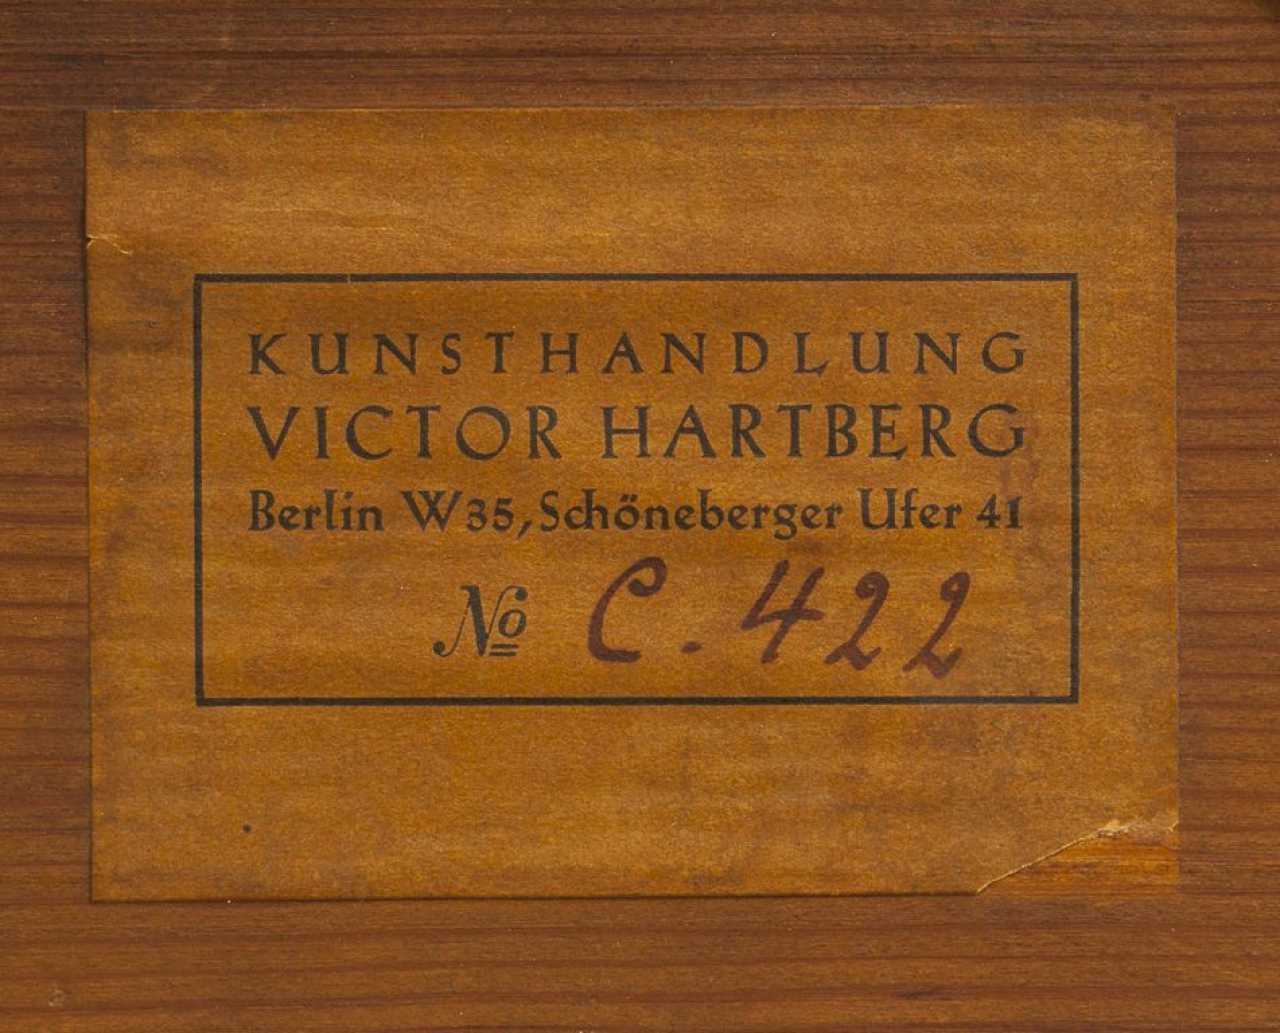 KUNSTHANDLUNG
VICTOR HARTBERG
Berlin W35, Schöneberger Ufer 41
No C. 422